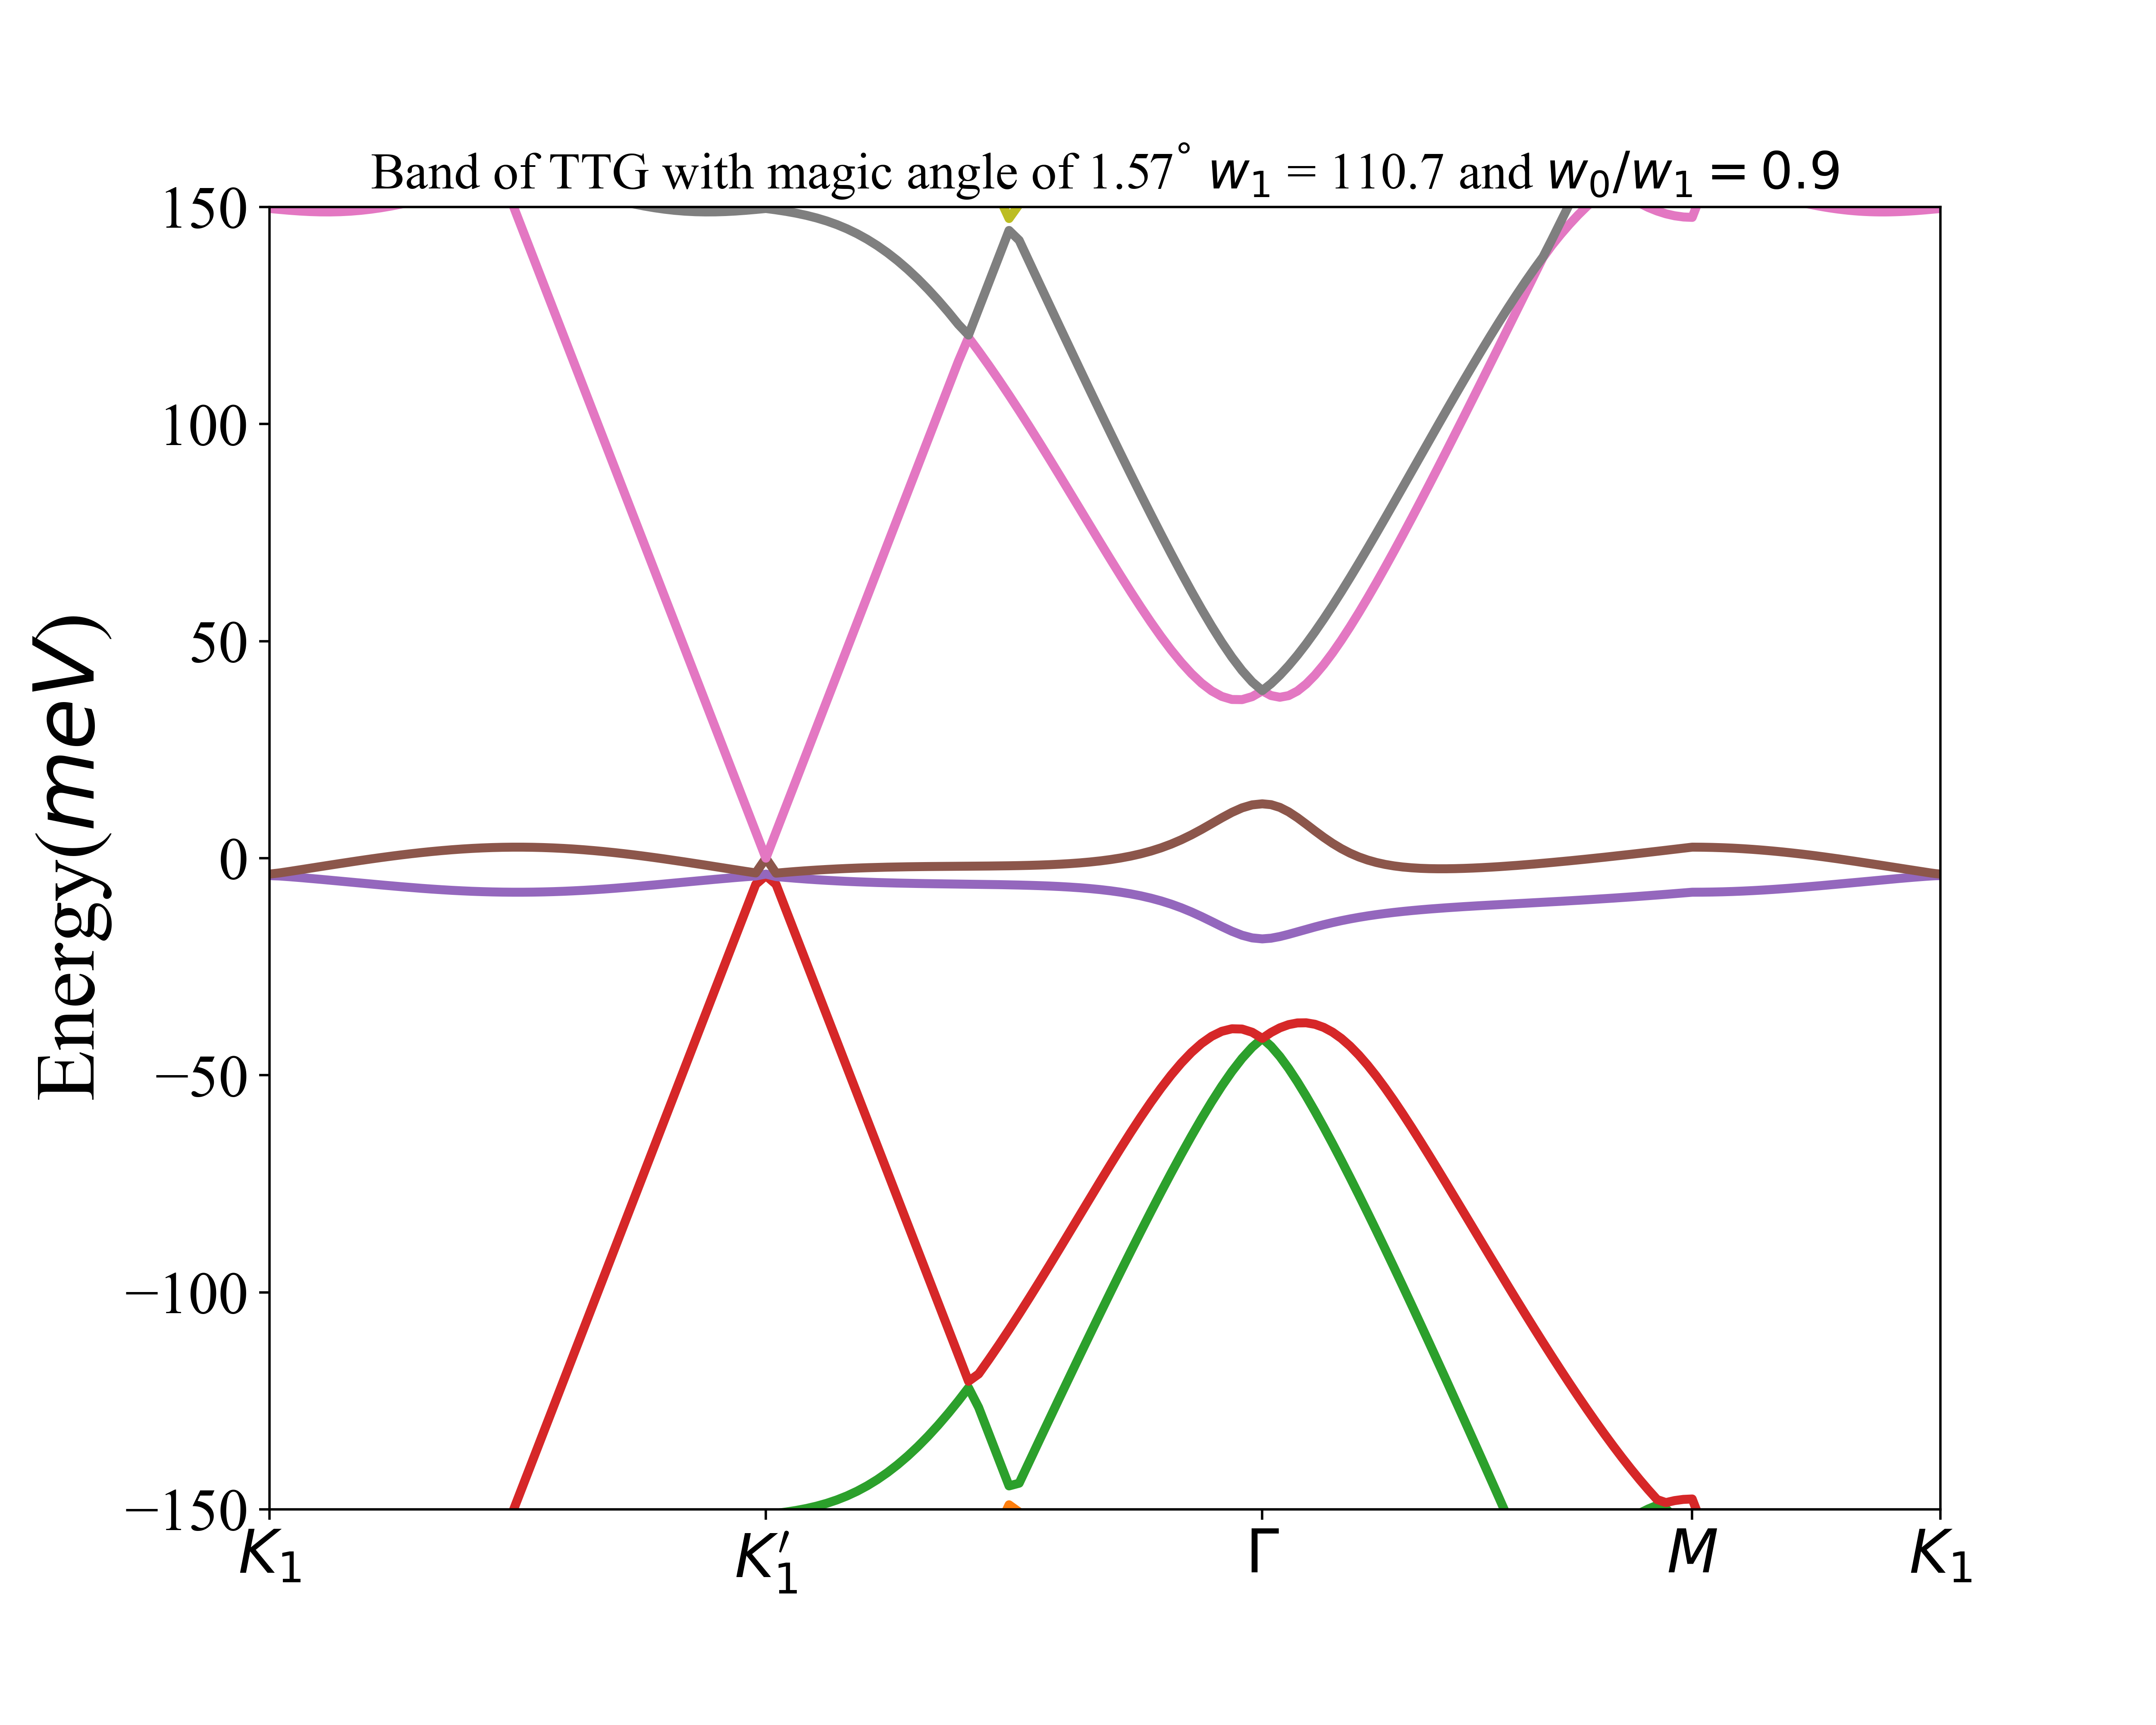 Band of TTG with magic angle of 1.57° w₁ = 110.7 and w₀/w₁ = 0.9
Energy(meV)
150
100
50
0
−50
−100
−150
K₁ K′₁ Γ M K₁